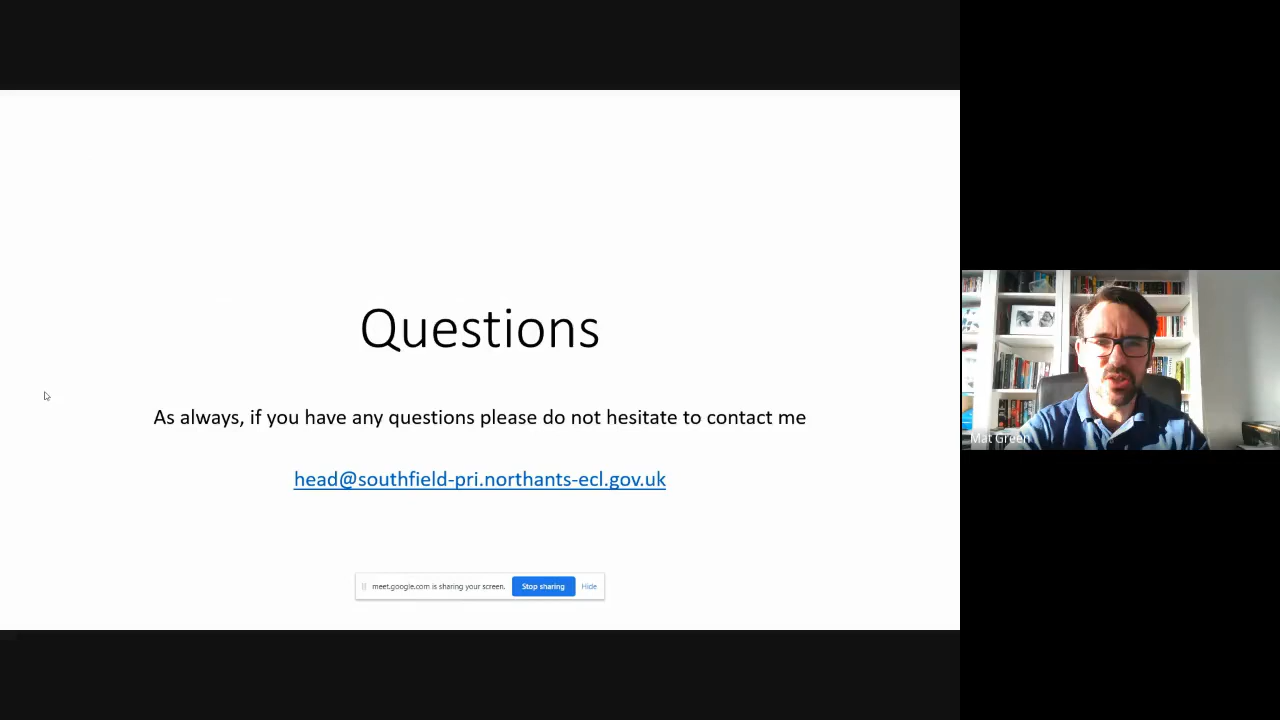 Questions
As always, if you have any questions please do not hesitate to contact me
head@southfield-pri.northants-ecl.gov.uk
meet.google.com is sharing your screen. Stop sharing Hide
Mat Green